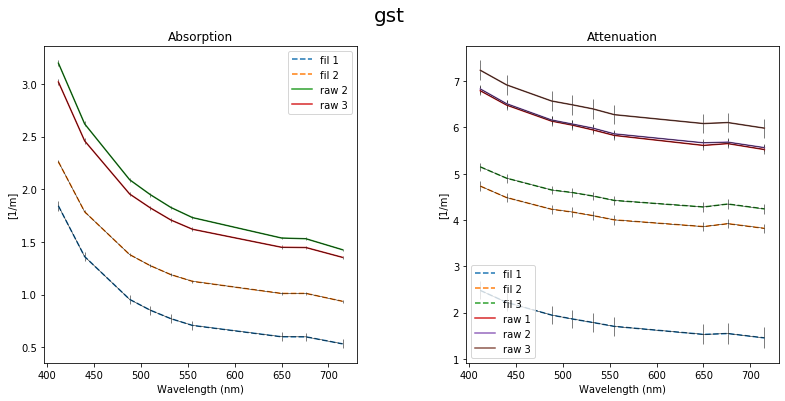 gst
Absorption
[1/m]
3.0
2.5
2.0
1.5
1.0
0.5
400 450 500 550 600 650 700
Wavelength (nm)
fil 1
fil 2
raw 2
raw 3
Attenuation
[1/m]
7
6
5
4
3
2
1
400 450 500 550 600 650 700
Wavelength (nm)
fil 1
fil 2
fil 3
raw 1
raw 2
raw 3